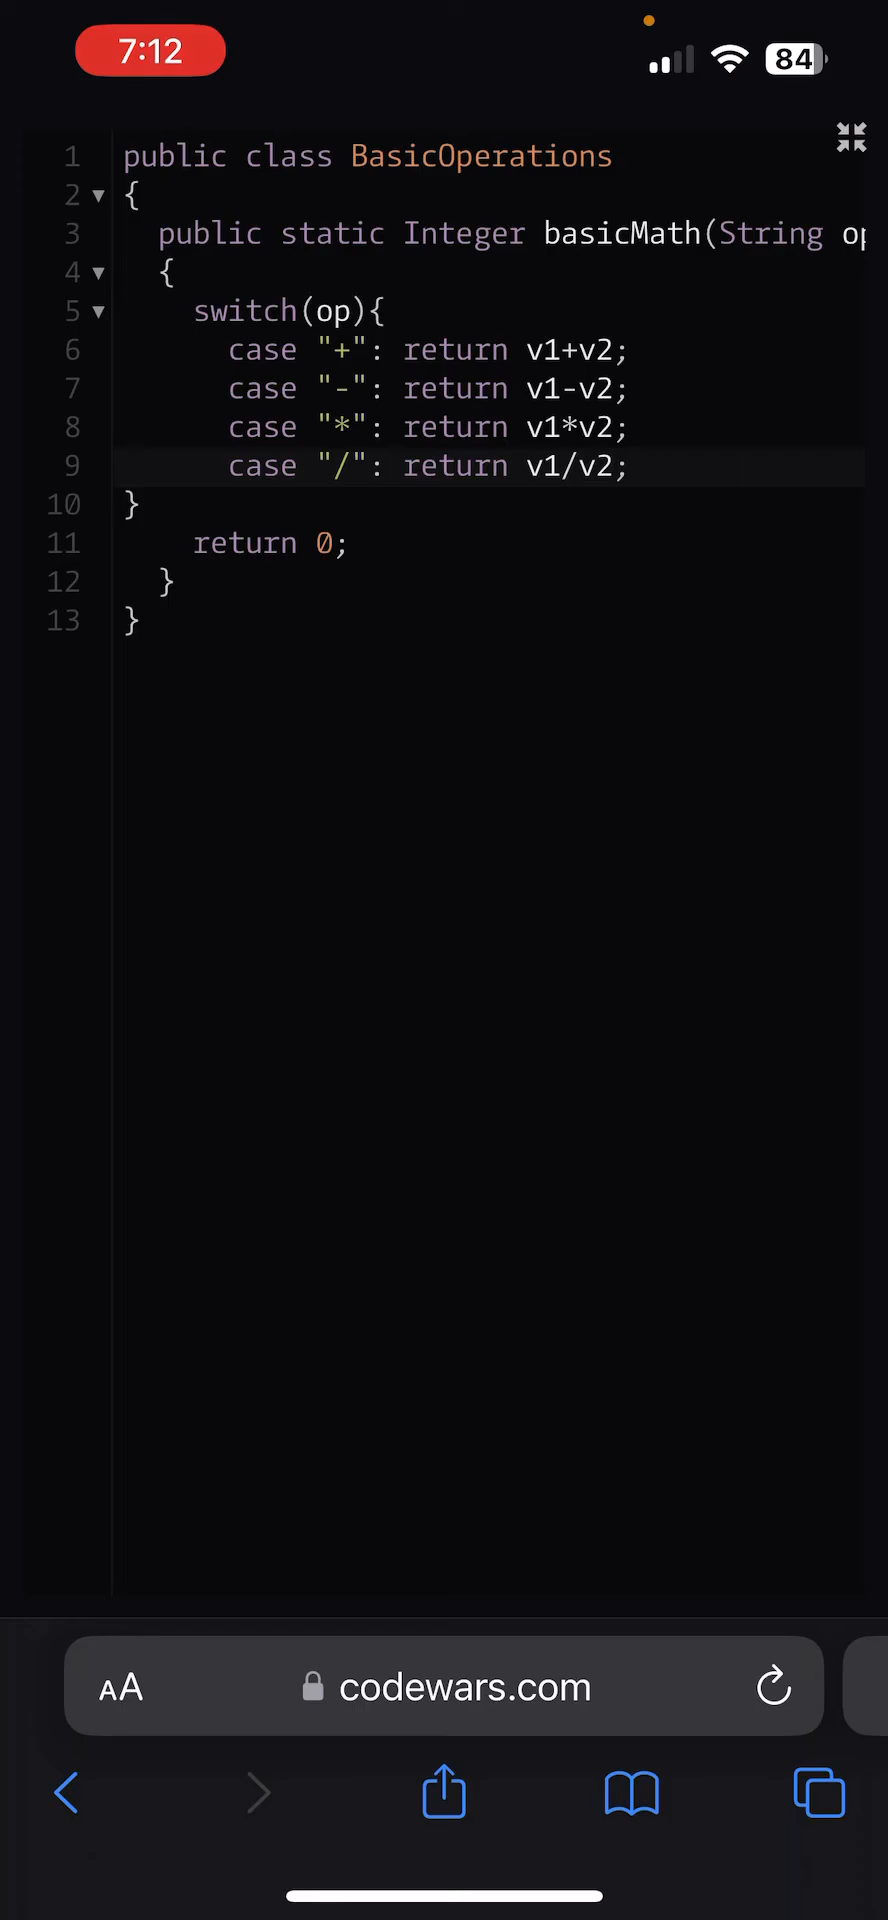 7:12
84
1 public class BasicOperations
2 {
3 public static Integer basicMath(String op
4 {
5 switch(op){
6 case "+": return v1+v2;
7 case "-": return v1-v2;
8 case "*": return v1*v2;
9 case "/": return v1/v2;
10 }
11 return 0;
12 }
13 }
AA codewars.com